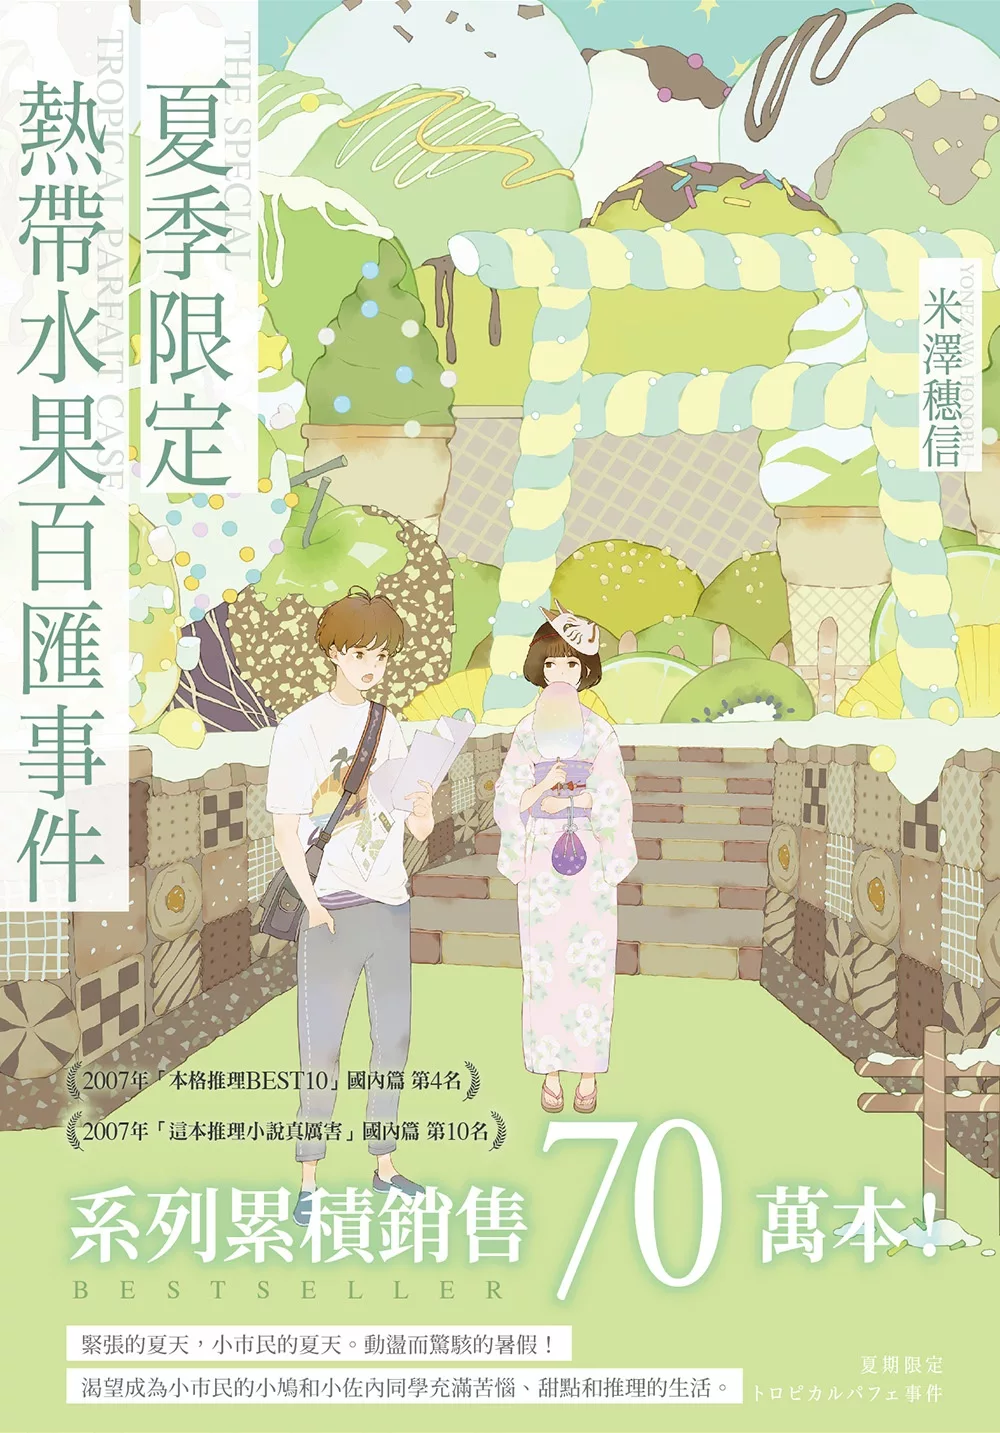 夏季限定
THE SPECIAL
熱帶水果百匯事件
TROPICAL PARFAIT CASE
米澤穗信
YONEZAWA HONOBU
2007年「本格推理BEST10」國內篇 第4名
2007年「這本推理小說真厲害」國內篇 第10名
系列累積銷售70萬本！
BESTSELLER
緊張的夏天，小市民的夏天。動盪而驚駭的暑假！
渴望成為小市民的小鳩和小佐內同學充滿苦惱、甜點和推理的生活。
夏期限定
トロピカルパフェ事件